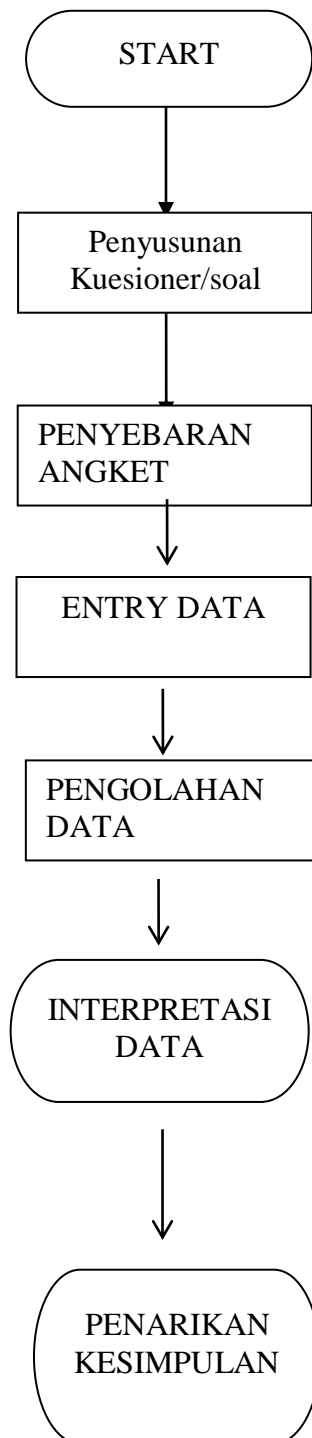 START
Penyusunan
Kuesioner/soal
PENYEBARAN
ANGKET
ENTRY DATA
PENGOLAHAN
DATA
INTERPRETASI
DATA
PENARIKAN
KESIMPULAN